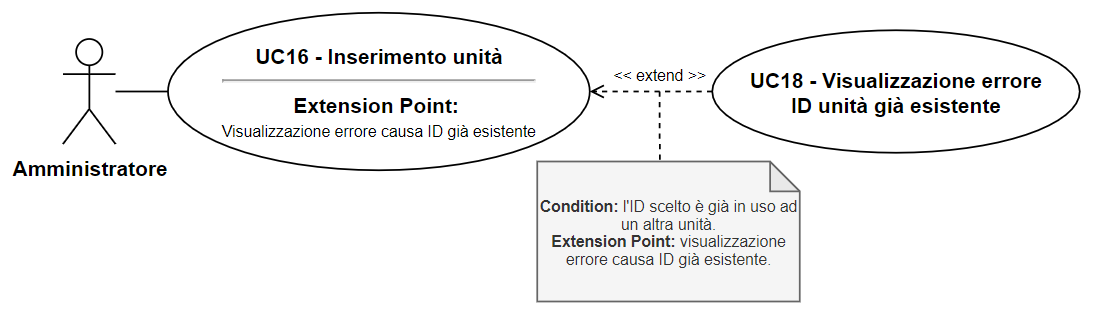 UC16 - Inserimento unità
Extension Point:
Visualizzazione errore causa ID già esistente
Amministratore
<< extend >>
UC18 - Visualizzazione errore
ID unità già esistente
Condition: l'ID scelto è già in uso ad
un altra unità.
Extension Point: visualizzazione
errore causa ID già esistente.